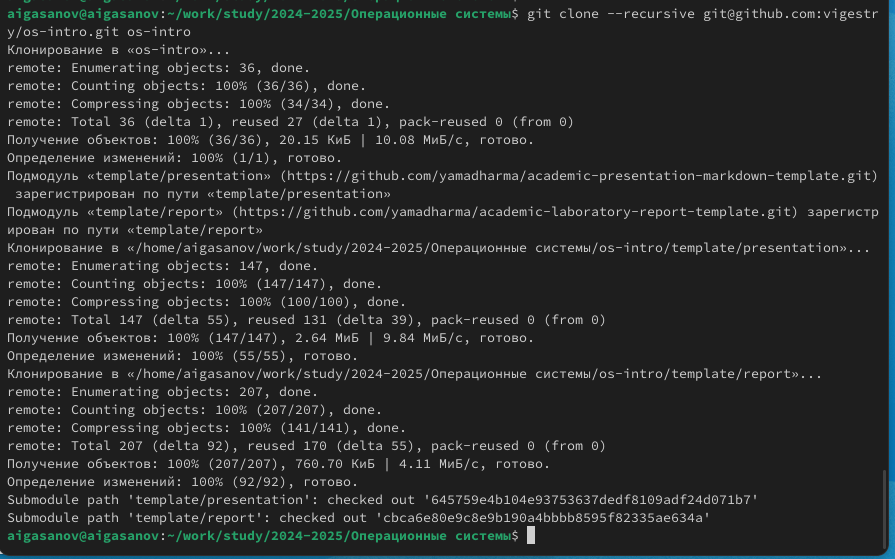 aigasanov@aigasanov:~/work/study/2024-2025/Операционные системы$ git clone --recursive git@github.com:vigestr
y/os-intro.git os-intro
Клонирование в «os-intro»...
remote: Enumerating objects: 36, done.
remote: Counting objects: 100% (36/36), done.
remote: Compressing objects: 100% (34/34), done.
remote: Total 36 (delta 1), reused 27 (delta 1), pack-reused 0 (from 0)
Получение объектов: 100% (36/36), 20.15 КиБ | 10.08 МиБ/с, готово.
Определение изменений: 100% (1/1), готово.
Подмодуль «template/presentation» (https://github.com/yamadharma/academic-presentation-markdown-template.git)
 зарегистрирован по пути «template/presentation»
Подмодуль «template/report» (https://github.com/yamadharma/academic-laboratory-report-template.git) зарегистр
ирован по пути «template/report»
Клонирование в «/home/aigasanov/work/study/2024-2025/Операционные системы/os-intro/template/presentation»...
remote: Enumerating objects: 147, done.
remote: Counting objects: 100% (147/147), done.
remote: Compressing objects: 100% (100/100), done.
remote: Total 147 (delta 55), reused 131 (delta 39), pack-reused 0 (from 0)
Получение объектов: 100% (147/147), 2.64 МиБ | 9.84 МиБ/с, готово.
Определение изменений: 100% (55/55), готово.
Клонирование в «/home/aigasanov/work/study/2024-2025/Операционные системы/os-intro/template/report»...
remote: Enumerating objects: 207, done.
remote: Counting objects: 100% (207/207), done.
remote: Compressing objects: 100% (141/141), done.
remote: Total 207 (delta 92), reused 170 (delta 55), pack-reused 0 (from 0)
Получение объектов: 100% (207/207), 760.70 КиБ | 4.11 МиБ/с, готово.
Определение изменений: 100% (92/92), готово.
Submodule path 'template/presentation': checked out '645759e4b104e93753637dedf8109adf24d071b7'
Submodule path 'template/report': checked out 'cbca6e80e9c8e9b190a4bbbb8595f82335ae634a'
aigasanov@aigasanov:~/work/study/2024-2025/Операционные системы$